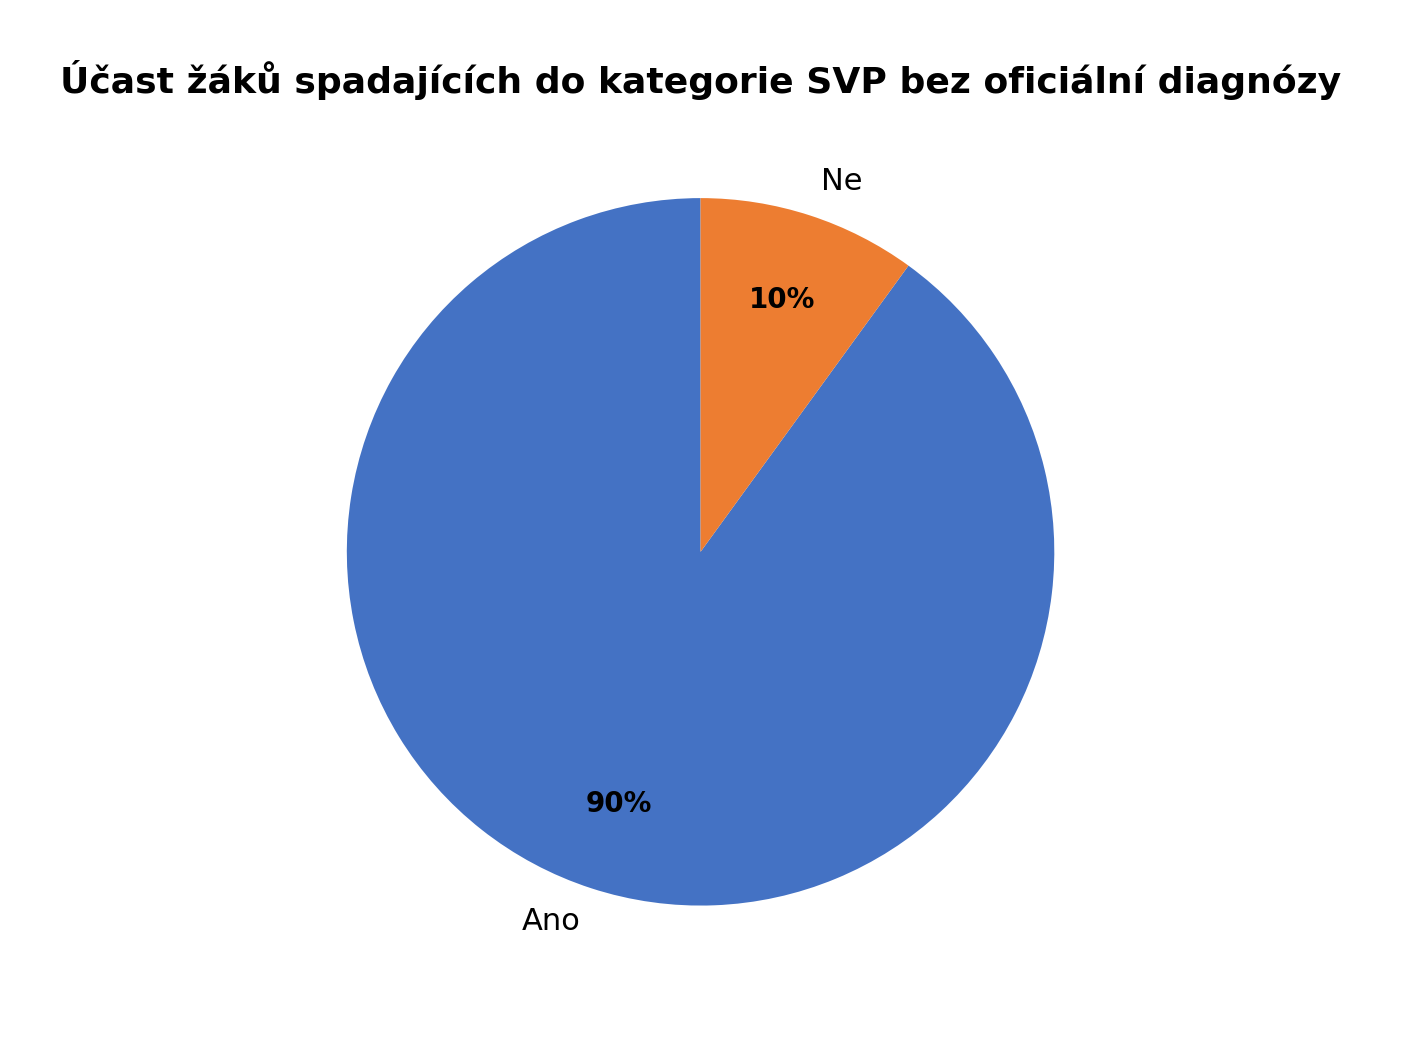 Účast žáků spadajících do kategorie SVP bez oficiální diagnózy
Ne
10%
90%
Ano